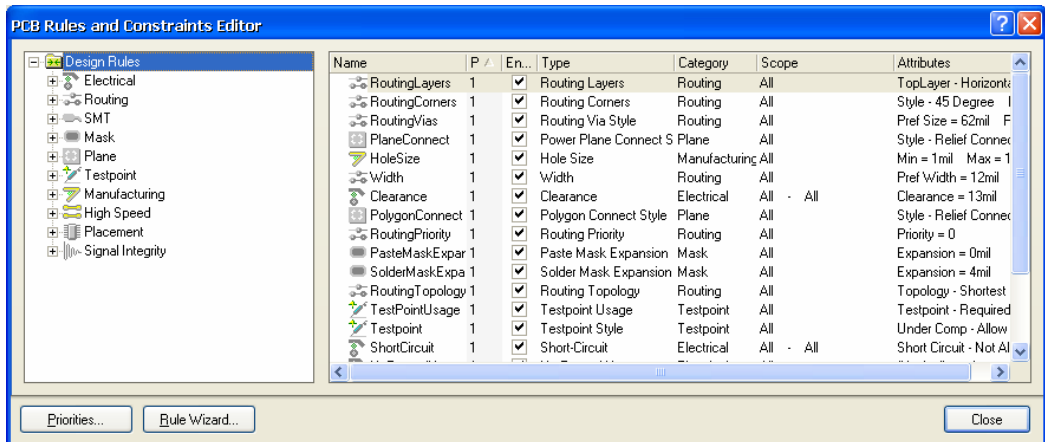 PCB Rules and Constraints Editor
Design Rules
Electrical
Routing
SMT
Mask
Plane
Testpoint
Manufacturing
High Speed
Placement
Signal Integrity
Name P En... Type Category Scope Attributes
RoutingLayers 1 Routing Layers Routing All TopLayer - Horizonta
RoutingCorners 1 Routing Corners Routing All Style - 45 Degree
RoutingVias 1 Routing Via Style Routing All Pref Size = 62mil F
PlaneConnect 1 Power Plane Connect S Plane All Style - Relief Connec
HoleSize 1 Hole Size Manufacturing All Min = 1mil Max = 1
Width 1 Width Routing All Pref Width = 12mil
Clearance 1 Clearance Electrical All - All Clearance = 13mil
PolygonConnect 1 Polygon Connect Style Plane All Style - Relief Connec
RoutingPriority 1 Routing Priority Routing All Priority = 0
PasteMaskExpar 1 Paste Mask Expansion Mask All Expansion = 0mil
SolderMaskExpa 1 Solder Mask Expansion Mask All Expansion = 4mil
RoutingTopology 1 Routing Topology Routing All Topology - Shortest
TestPointUsage 1 Testpoint Usage Testpoint All Testpoint - Required
Testpoint 1 Testpoint Style Testpoint All Under Comp - Allow
ShortCircuit 1 Short-Circuit Electrical All - All Short Circuit - Not Al
Priorities... Rule Wizard... Close